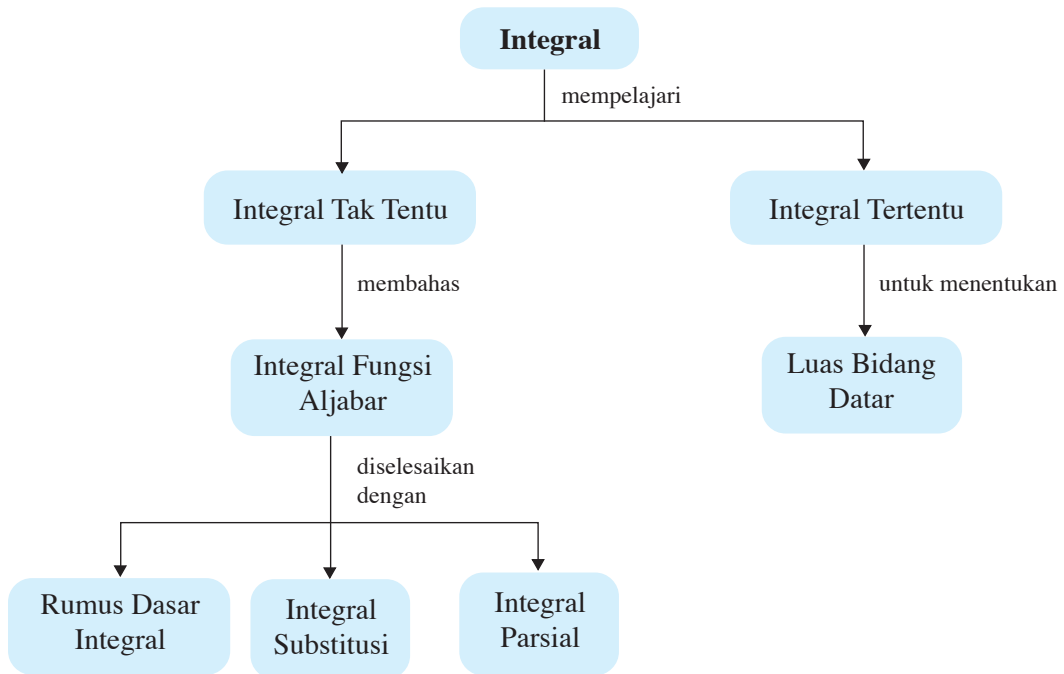 Integral
mempelajari
Integral Tak Tentu
Integral Tertentu
membahas
untuk menentukan
Integral Fungsi
Aljabar
Luas Bidang
Datar
diselesaikan
dengan
Rumus Dasar
Integral
Integral
Substitusi
Integral
Parsial